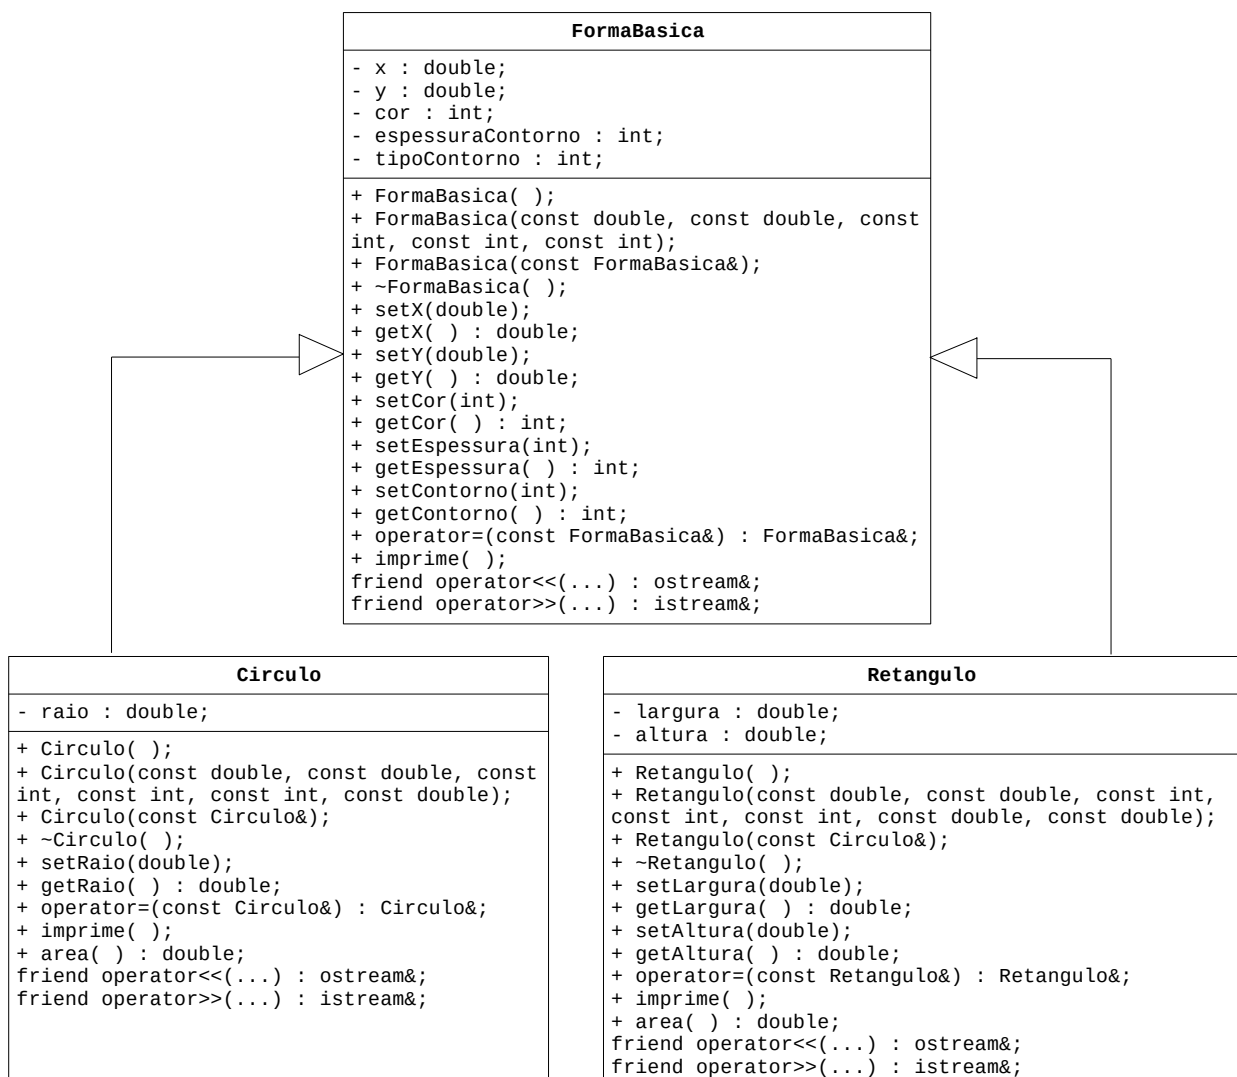 FormaBasica
- x : double;
- y : double;
- cor : int;
- espessuraContorno : int;
- tipoContorno : int;
+ FormaBasica( );
+ FormaBasica(const double, const double, const
int, const int, const int);
+ FormaBasica(const FormaBasica&);
+ ~FormaBasica( );
+ setX(double);
+ getX( ) : double;
+ setY(double);
+ getY( ) : double;
+ setCor(int);
+ getCor( ) : int;
+ setEspessura(int);
+ getEspessura( ) : int;
+ setContorno(int);
+ getContorno( ) : int;
+ operator=(const FormaBasica&) : FormaBasica&;
+ imprime( );
friend operator<<(...) : ostream&;
friend operator>>(...) : istream&;
Circulo
- raio : double;
+ Circulo( );
+ Circulo(const double, const double, const
int, const int, const int, const double);
+ Circulo(const Circulo&);
+ ~Circulo( );
+ setRaio(double);
+ getRaio( ) : double;
+ operator=(const Circulo&) : Circulo&;
+ imprime( );
+ area( ) : double;
friend operator<<(...) : ostream&;
friend operator>>(...) : istream&;
Retangulo
- largura : double;
- altura : double;
+ Retangulo( );
+ Retangulo(const double, const double, const int,
const int, const int, const double, const double);
+ Retangulo(const Circulo&);
+ ~Retangulo( );
+ setLargura(double);
+ getLargura( ) : double;
+ setAltura(double);
+ getAltura( ) : double;
+ operator=(const Retangulo&) : Retangulo&;
+ imprime( );
+ area( ) : double;
friend operator<<(...) : ostream&;
friend operator>>(...) : istream&;